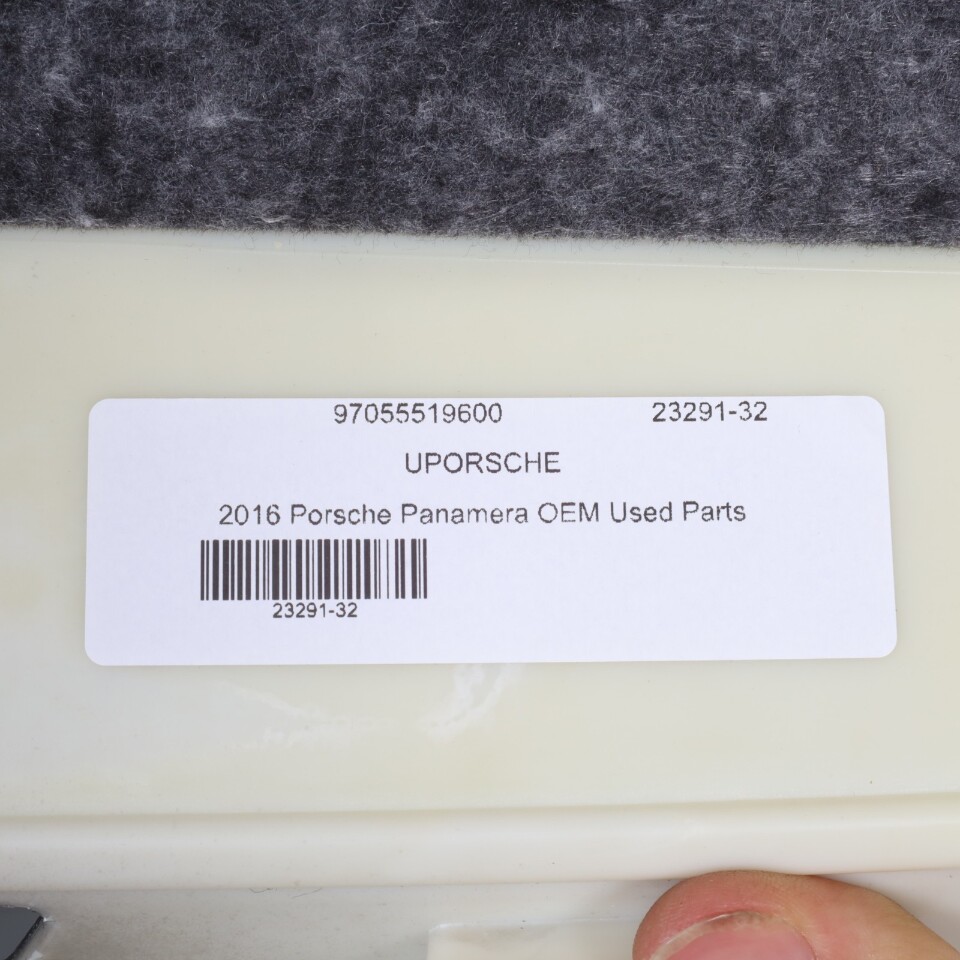 97055519600 23291-32
UPORSCHE
2016 Porsche Panamera OEM Used Parts
23291-32